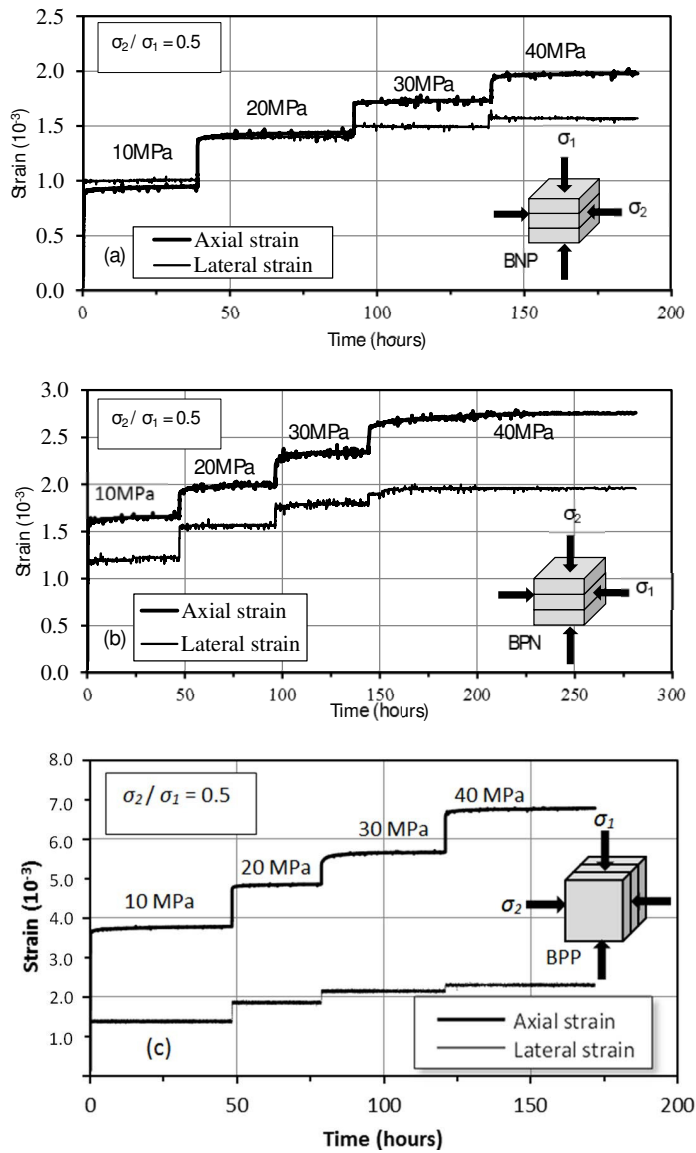 2.5
σ2 / σ1 = 0.5
40MPa
2.0
30MPa
20MPa
1.5
10MPa
σ1
1.0
Strain (10-3)
σ2
0.5
Axial strain
(a)
Lateral strain
BNP
0.0
0 50 100 150 200
Time (hours)
3.0
σ2 / σ1 = 0.5
2.5
30MPa
40MPa
20MPa
2.0
10MPa
1.5
σ2
Strain (10-3)
1.0
σ1
Axial strain
0.5
(b)
Lateral strain
BPN
0.0
0 50 100 150 200 250 300
Time (hours)
8.0
σ2 / σ1 = 0.5
40 MPa
7.0
σ1
30 MPa
6.0
20 MPa
5.0
10 MPa
σ2
4.0
Strain (10-3)
BPP
3.0
2.0
Axial strain
1.0
(c)
Lateral strain
0 50 100 150 200
Time (hours)